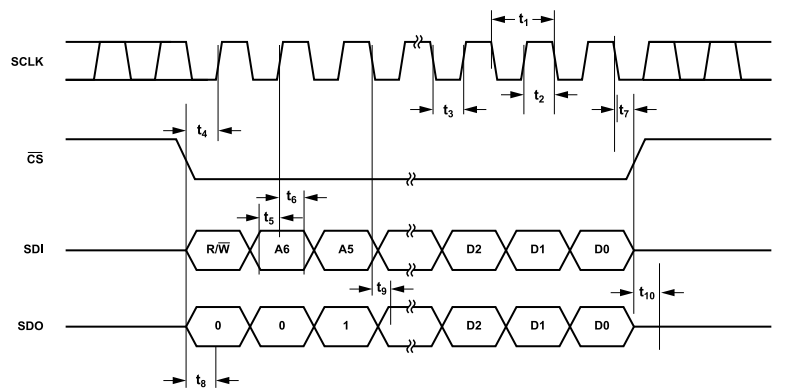 t1
SCLK
t3 t2
t4 t7
CS
t6
t5
SDI R/W A6 A5 D2 D1 D0
t9 t10
SDO 0 0 1 D2 D1 D0
t8